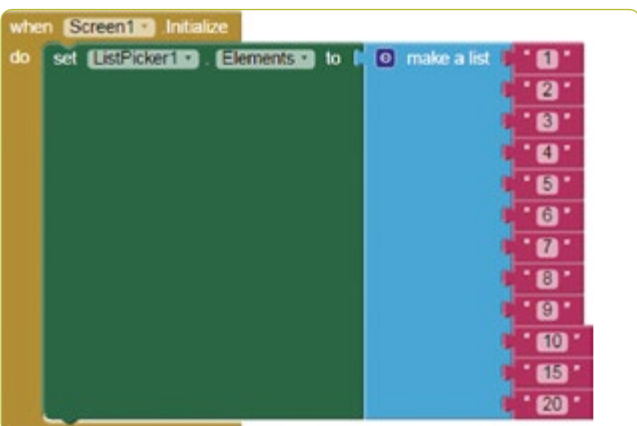 when Screen1 .Initialize
do set ListPicker1 . Elements to make a list " 1 "
" 2 "
" 3 "
" 4 "
" 5 "
" 6 "
" 7 "
" 8 "
" 9 "
" 10 "
" 15 "
" 20 "